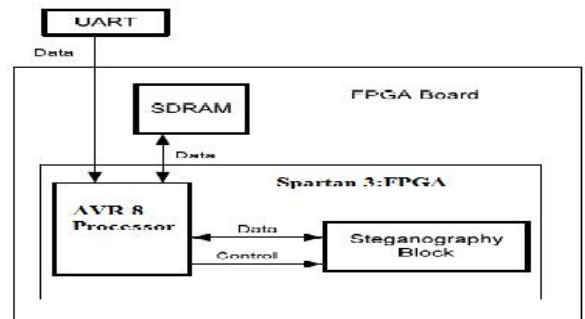 UART
Data
FPGA Board
SDRAM
Data
Spartan 3:FPGA
AVR 8
Processor
Data
Control
Steganography
Block